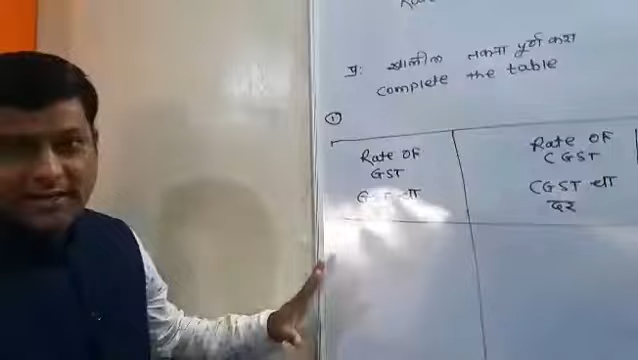 प्र: खालील तक्ता पूर्ण करा
complete the table
①
Rate of
GST
Rate of
CGST
CGST चा
दर